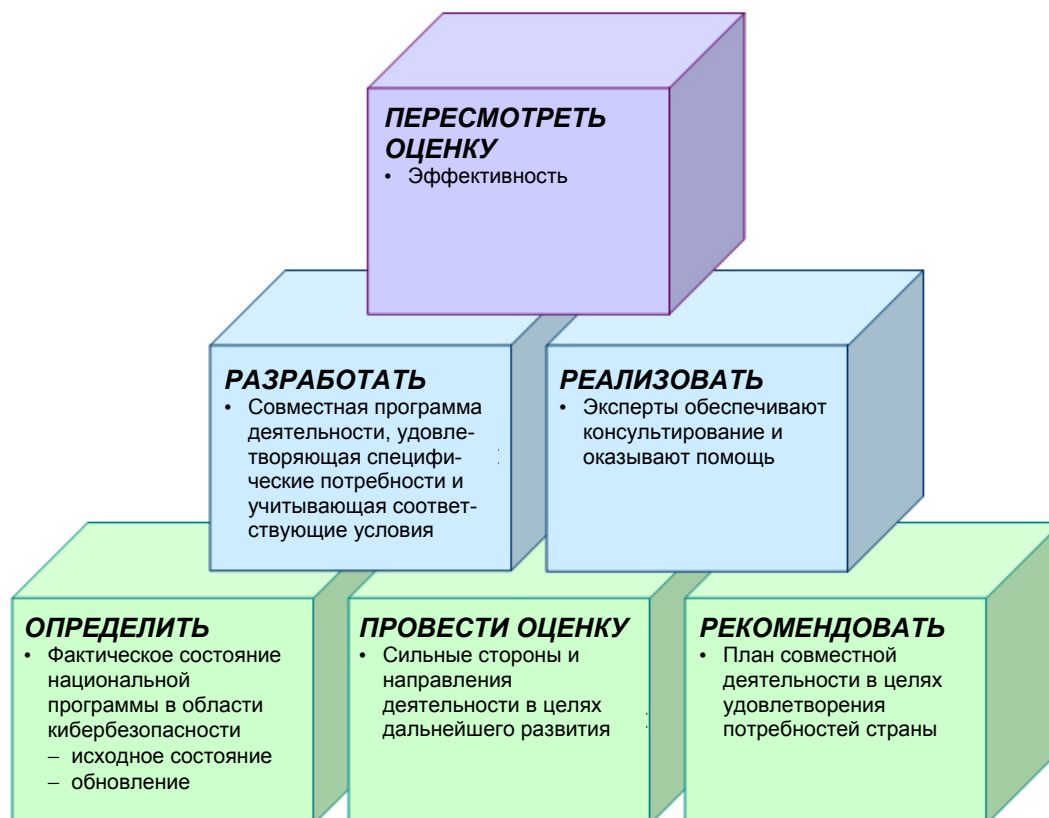 ПЕРЕСМОТРЕТЬ
ОЦЕНКУ
• Эффективность
РАЗРАБОТАТЬ
• Совместная программа
деятельности, удовле-
творяющая специфи-
ческие потребности и
учитывающая соответ-
ствующие условия
РЕАЛИЗОВАТЬ
• Эксперты обеспечивают
консультирование и
оказывают помощь
ОПРЕДЕЛИТЬ
• Фактическое состояние
национальной
программы в области
кибербезопасности
– исходное состояние
– обновление
ПРОВЕСТИ ОЦЕНКУ
• Сильные стороны и
направления
деятельности в целях
дальнейшего развития
РЕКОМЕНДОВАТЬ
• План совместной
деятельности в целях
удовлетворения
потребностей страны